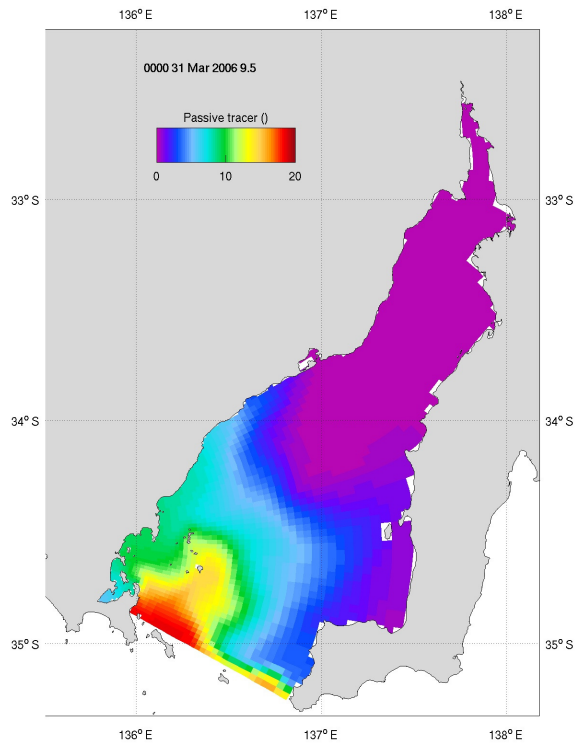 136° E 137° E 138° E
0000 31 Mar 2006 9.5
Passive tracer ()
0 10 20
33° S 33° S
34° S 34° S
35° S 35° S
136° E 137° E 138° E